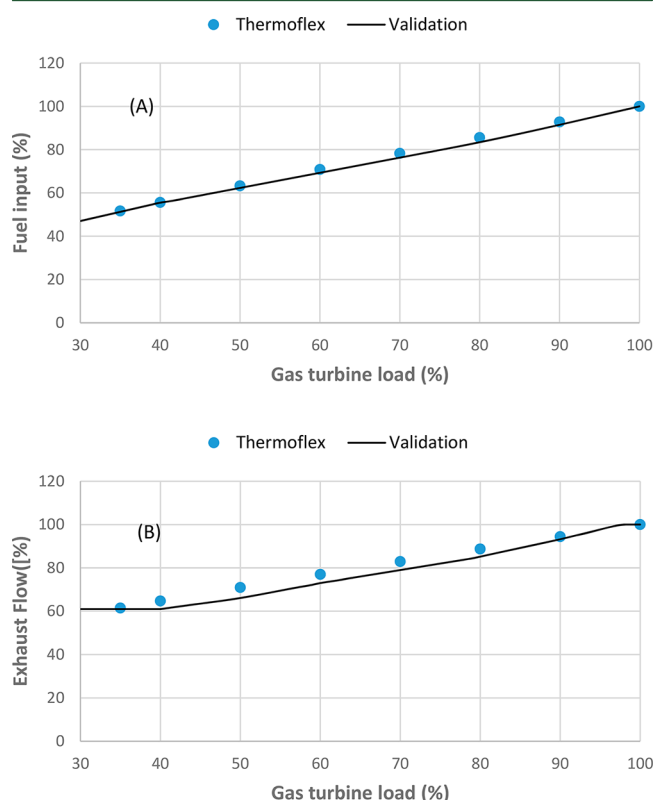 Thermoflex Validation
120
100
80
60
40
20
0
(A)
Fuel input (%)
30 40 50 60 70 80 90 100
Gas turbine load (%)
Thermoflex Validation
120
100
80
60
40
20
0
(B)
Exhaust Flow([%)
30 40 50 60 70 80 90 100
Gas turbine load (%)